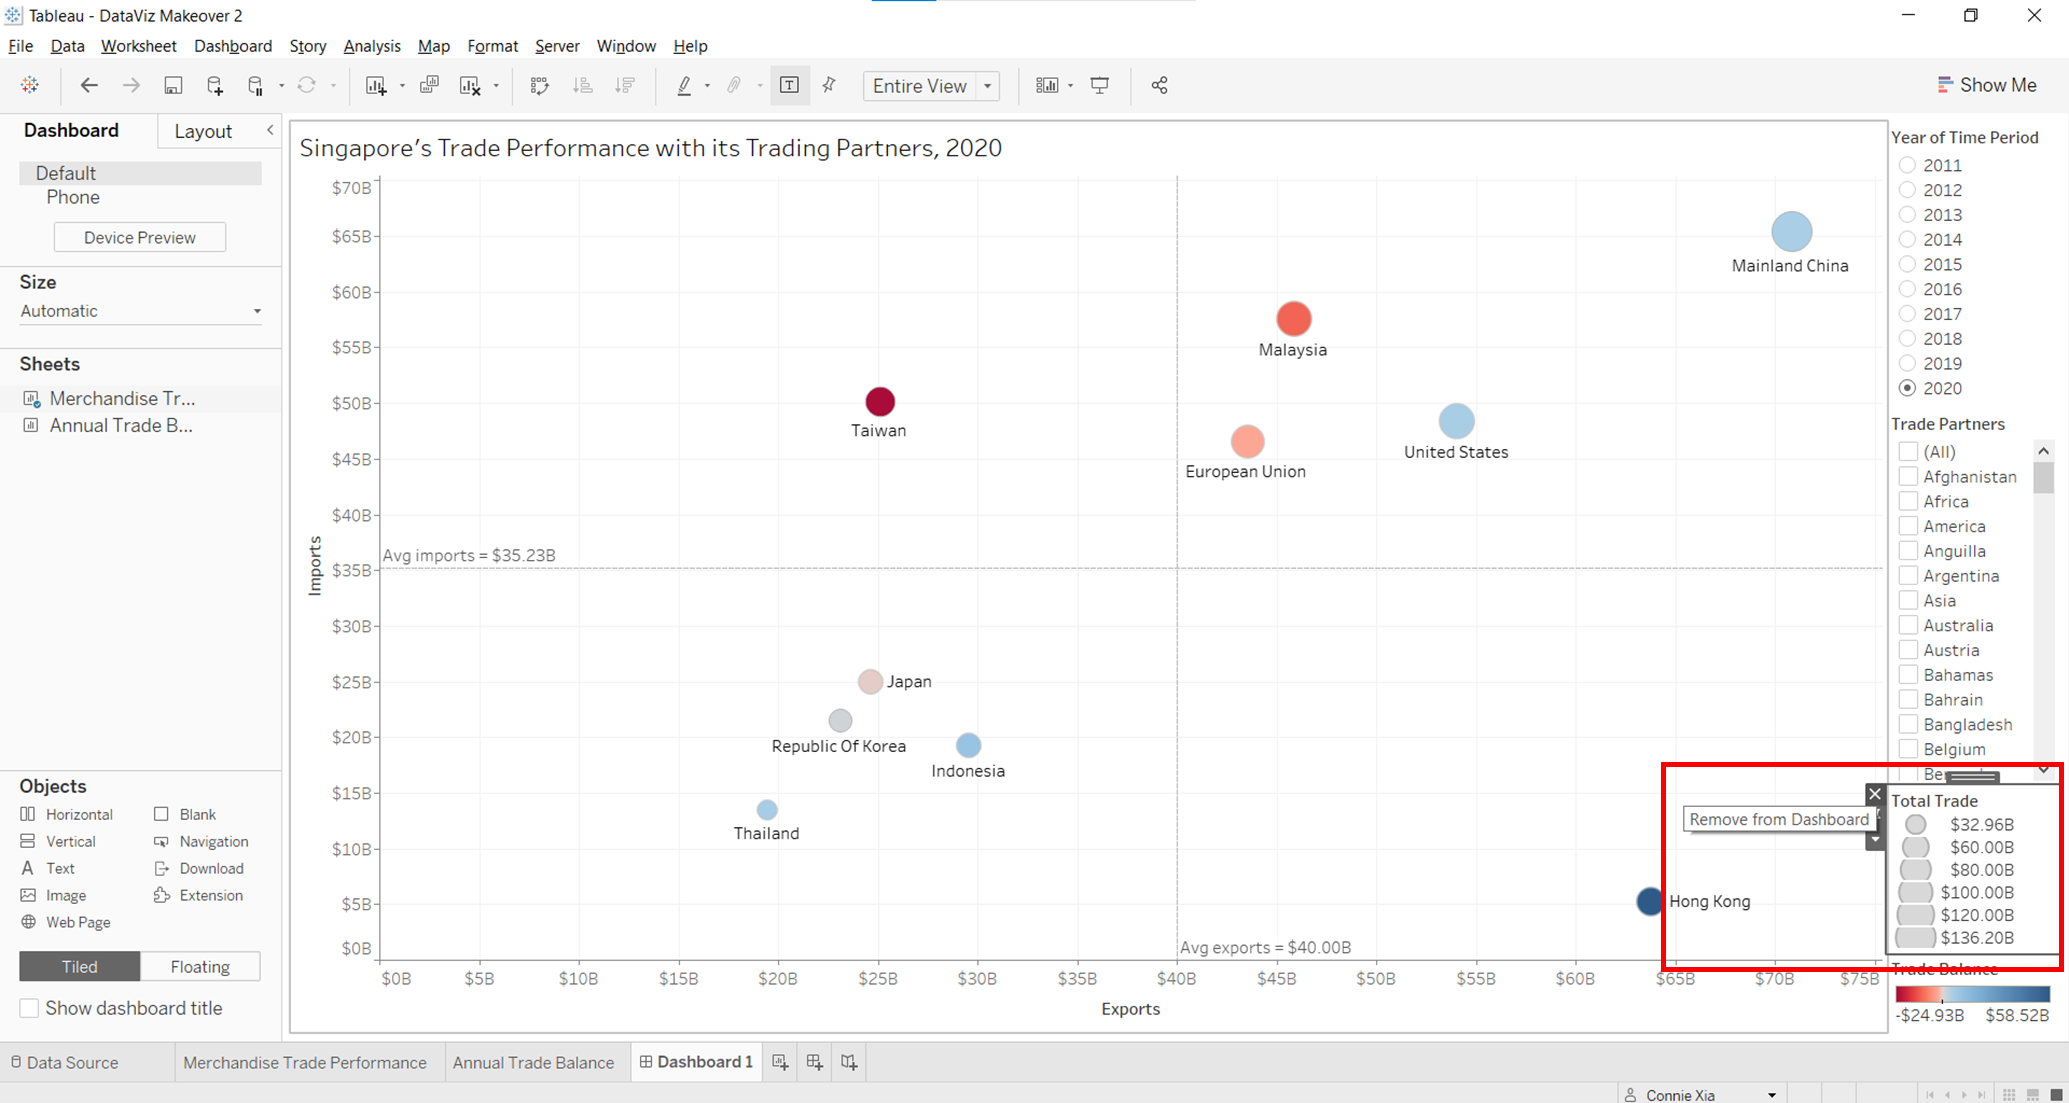 Tableau - DataViz Makeover 2
File Data Worksheet Dashboard Story Analysis Map Format Server Window Help
Entire View
Show Me
Dashboard
Layout
Default
Phone
Device Preview
Size
Automatic
Sheets
Merchandise Tr...
Annual Trade B...
Objects
Horizontal
Blank
Vertical
Navigation
Text
Download
Image
Extension
Web Page
Tiled
Floating
Show dashboard title
Singapore's Trade Performance with its Trading Partners, 2020
$70B
$65B
$60B
$55B
$50B
$45B
$40B
$35B
$30B
$25B
$20B
$15B
$10B
$5B
$0B
Imports
Mainland China
Malaysia
Taiwan
United States
European Union
Avg imports = $35.23B
Japan
Republic Of Korea
Indonesia
Thailand
Hong Kong
Avg exports = $40.00B
$0B $5B $10B $15B $20B $25B $30B $35B $40B $45B $50B $55B $60B $65B $70B $75B
Exports
Year of Time Period
2011
2012
2013
2014
2015
2016
2017
2018
2019
2020
Trade Partners
(All)
Afghanistan
Africa
America
Anguilla
Argentina
Asia
Australia
Austria
Bahamas
Bahrain
Bangladesh
Belgium
Remove from Dashboard
Total Trade
$32.96B
$60.00B
$80.00B
$100.00B
$120.00B
$136.20B
Trade Balance
-$24.93B $58.52B
Data Source
Merchandise Trade Performance
Annual Trade Balance
Dashboard 1
Connie Xia